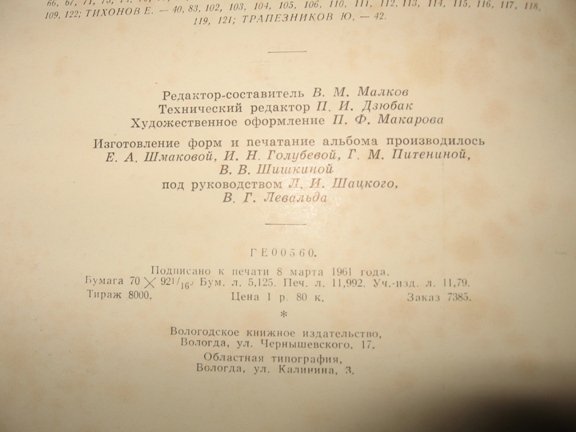 109, 122; ТИХОНОВ Е. — 40, 83, 102, 103, 104, 105, 106, 110, 111, 112, 113, 114, 115, 116, 117, 118,
119, 121; ТРАПЕЗНИКОВ Ю. — 42.
Редактор-составитель В. М. Малков
Технический редактор П. И. Дзюбак
Художественное оформление П. Ф. Макарова
Изготовление форм и печатание альбома производилось
Е. А. Шмаковой, И. Н. Голубевой, Г. М. Питениной,
В. В. Шишкиной
под руководством Л. И. Шацкого,
В. Г. Левальда
ГЕ00560.
Подписано к печати 8 марта 1961 года.
Бумага 70 × 92 1/16. Бум. л. 5,125. Печ. л. 11,992. Уч.-изд. л. 11,79.
Тираж 8000. Цена 1 р. 80 к. Заказ 7385.
*
Вологодское книжное издательство,
Вологда, ул. Чернышевского, 17.
Областная типография,
Вологда, ул. Калинина, 3.